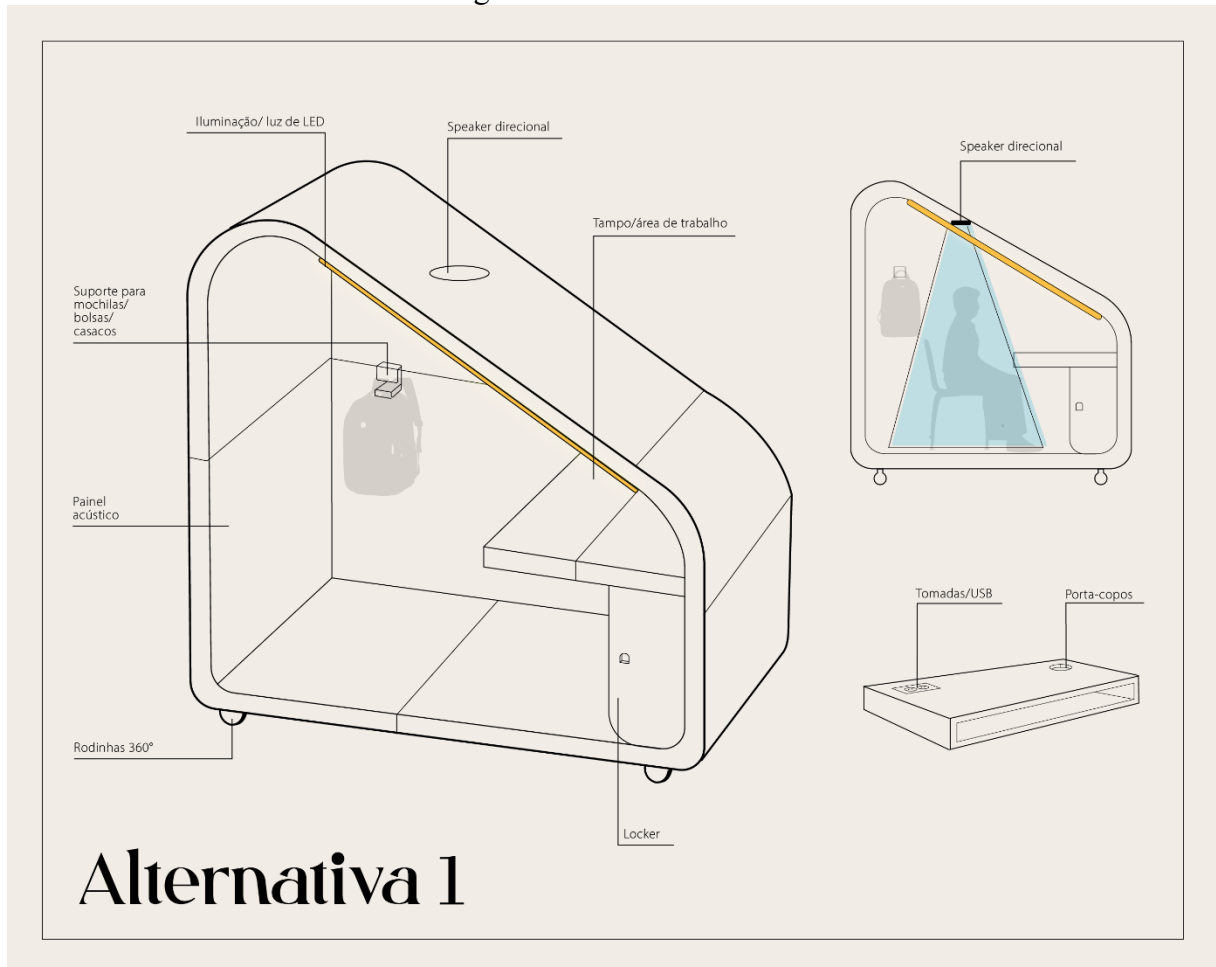 Iluminação/ luz de LED
Speaker direcional
Speaker direcional
Tampo/área de trabalho
Suporte para
mochilas/
bolsas/
casacos
Painel
acústico
Tomadas/USB
Porta-copos
Rodinhas 360°
Locker
Alternativa 1